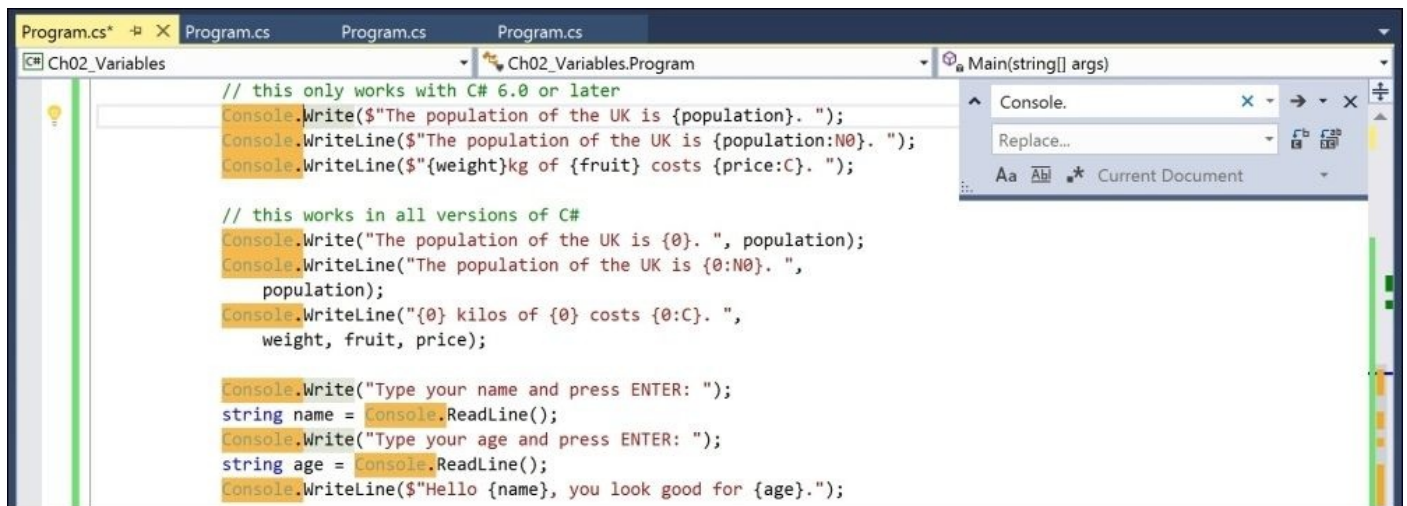 Program.cs* Program.cs Program.cs Program.cs
C# Ch02_Variables Ch02_Variables.Program Main(string[] args)
Console.
Replace...
Aa Abl .* Current Document
// this only works with C# 6.0 or later
Console.Write($"The population of the UK is {population}. ");
Console.WriteLine($"The population of the UK is {population:N0}. ");
Console.WriteLine($"{weight}kg of {fruit} costs {price:C}. ");
// this works in all versions of C#
Console.Write("The population of the UK is {0}. ", population);
Console.WriteLine("The population of the UK is {0:N0}. ",
population);
Console.WriteLine("{0} kilos of {0} costs {0:C}. ",
weight, fruit, price);
Console.Write("Type your name and press ENTER: ");
string name = Console.ReadLine();
Console.Write("Type your age and press ENTER: ");
string age = Console.ReadLine();
Console.WriteLine($"Hello {name}, you look good for {age}.");